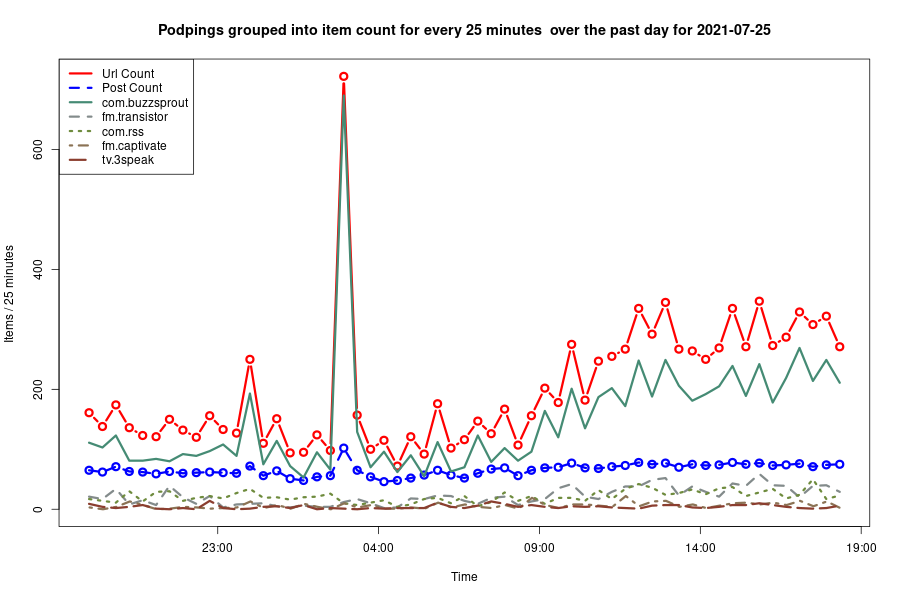 Podpings grouped into item count for every 25 minutes  over the past day for 2021-07-25
Url Count
Post Count
com.buzzsprout
fm.transistor
com.rss
fm.captivate
tv.3speak
Items / 25 minutes
600
400
200
0
23:00 04:00 09:00 14:00 19:00
Time